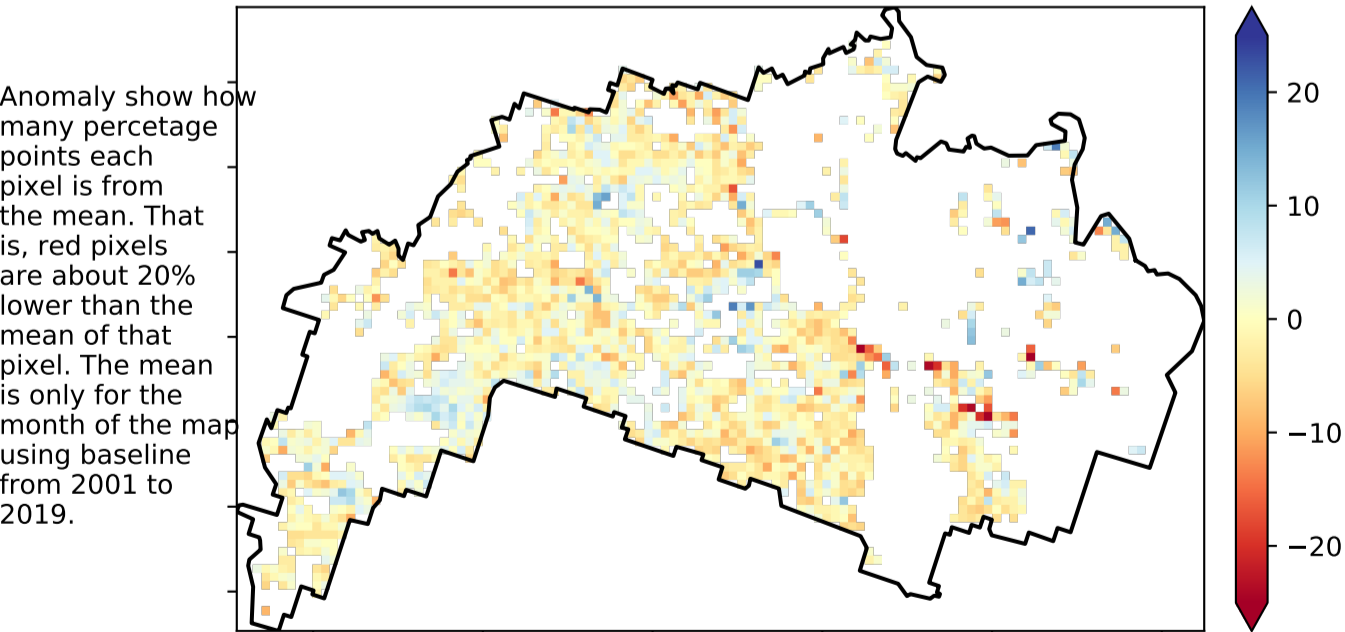 Anomaly show how
many percetage
points each
pixel is from
the mean. That
is, red pixels
are about 20%
lower than the
mean of that
pixel. The mean
is only for the
month of the map
using baseline
from 2001 to
2019.
20
10
0
−10
−20